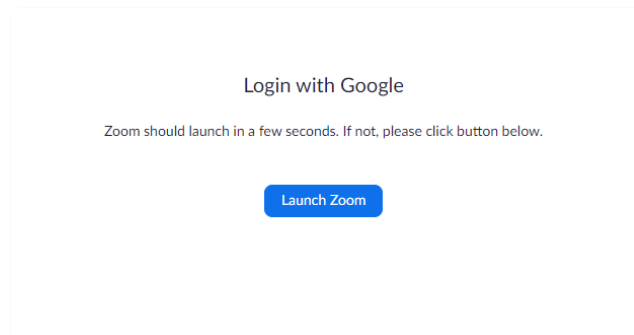 Login with Google
Zoom should launch in a few seconds. If not, please click button below.
Launch Zoom